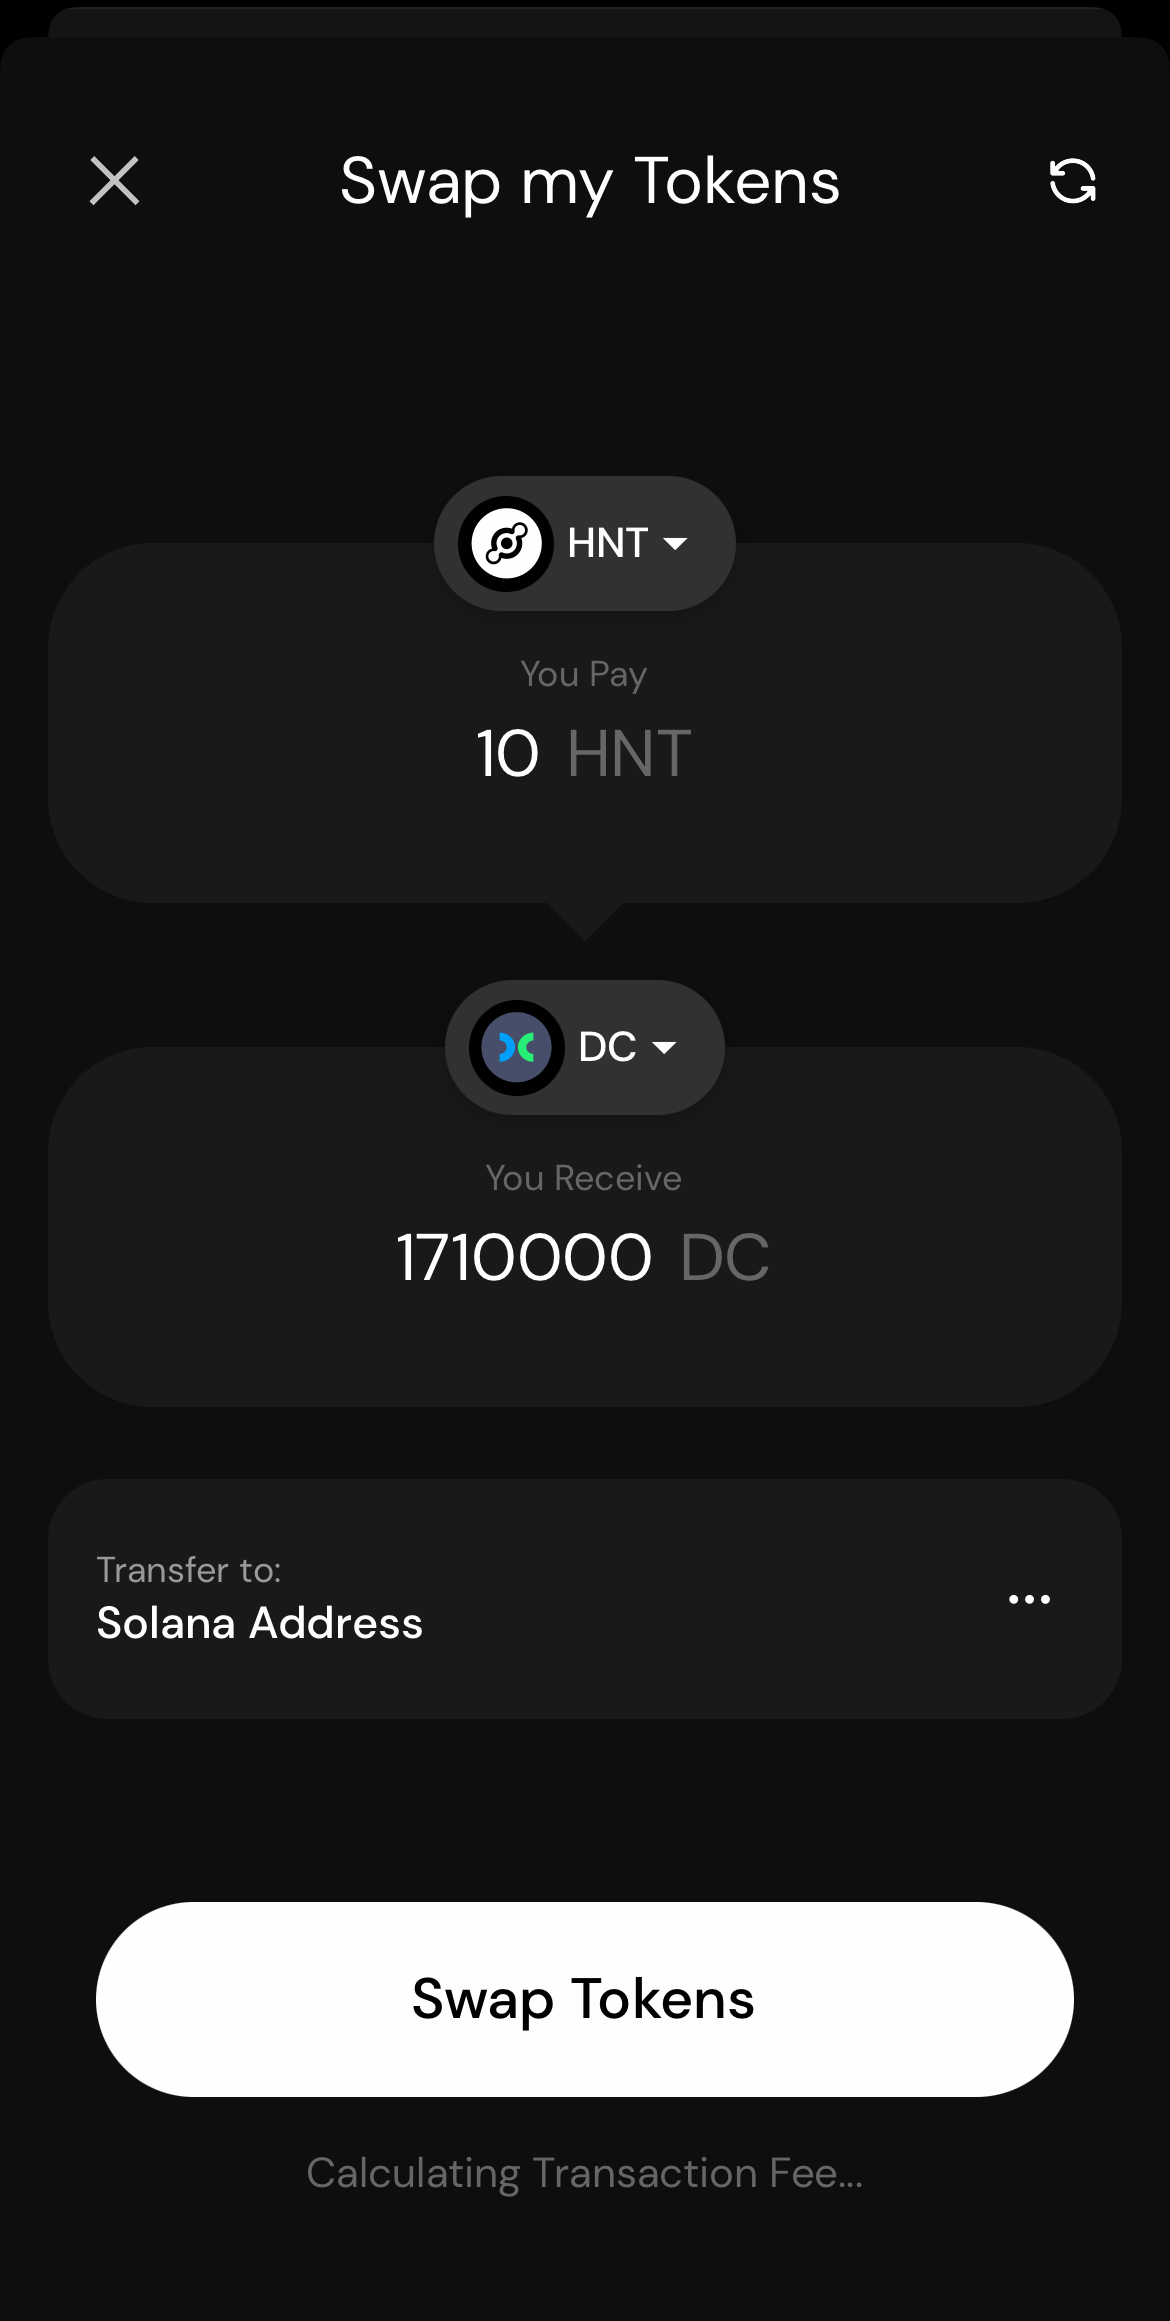 Swap my Tokens
HNT
You Pay
10 HNT
DC
You Receive
1710000 DC
Transfer to:
Solana Address
Swap Tokens
Calculating Transaction Fee...